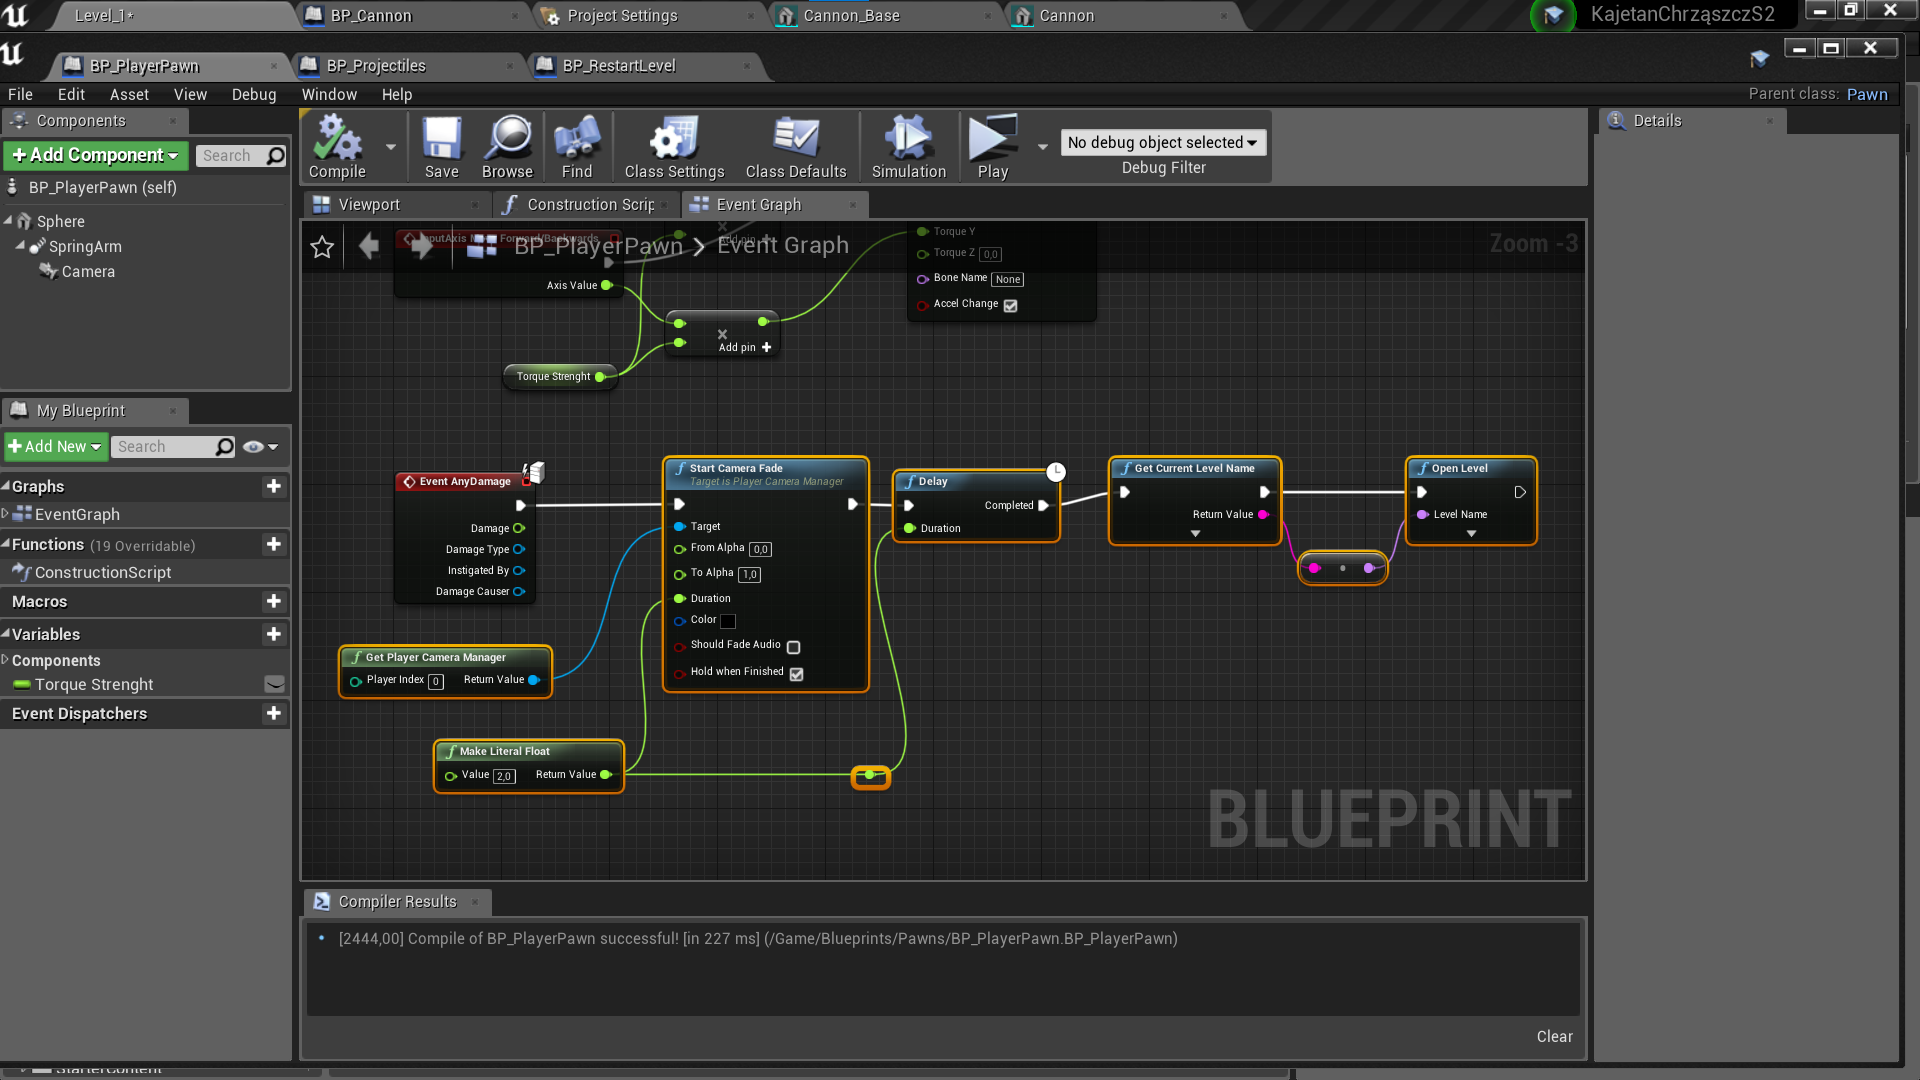 Level_1*
BP_Cannon
Project Settings
Cannon_Base
Cannon
KajetanChrząszczS2
BP_PlayerPawn
BP_Projectiles
BP_RestartLevel
File Edit Asset View Debug Window Help
Parent class: Pawn
Components
Add Component
Search
BP_PlayerPawn (self)
Sphere
SpringArm
Camera
Compile
Save
Browse
Find
Class Settings
Class Defaults
Simulation
Play
No debug object selected
Debug Filter
Details
Viewport
Construction Scrip
Event Graph
BP_PlayerPawn > Event Graph
Zoom -3
InputAxis Move Forward/Backwards
Axis Value
Add pin
Torque Y
Torque Z 0,0
Bone Name None
Accel Change
Add pin
Torque Strenght
My Blueprint
Add New
Search
Graphs
EventGraph
Functions (19 Overridable)
ConstructionScript
Macros
Variables
Components
Torque Strenght
Event Dispatchers
Event AnyDamage
Damage
Damage Type
Instigated By
Damage Causer
Start Camera Fade
Target is Player Camera Manager
Target
From Alpha 0,0
To Alpha 1,0
Duration
Color
Should Fade Audio
Hold when Finished
Delay
Completed
Duration
Get Current Level Name
Return Value
Open Level
Level Name
Get Player Camera Manager
Player Index 0
Return Value
Make Literal Float
Value 2,0
Return Value
BLUEPRINT
Compiler Results
[2444,00] Compile of BP_PlayerPawn successful! [in 227 ms] (/Game/Blueprints/Pawns/BP_PlayerPawn.BP_PlayerPawn)
Clear
StarterContent